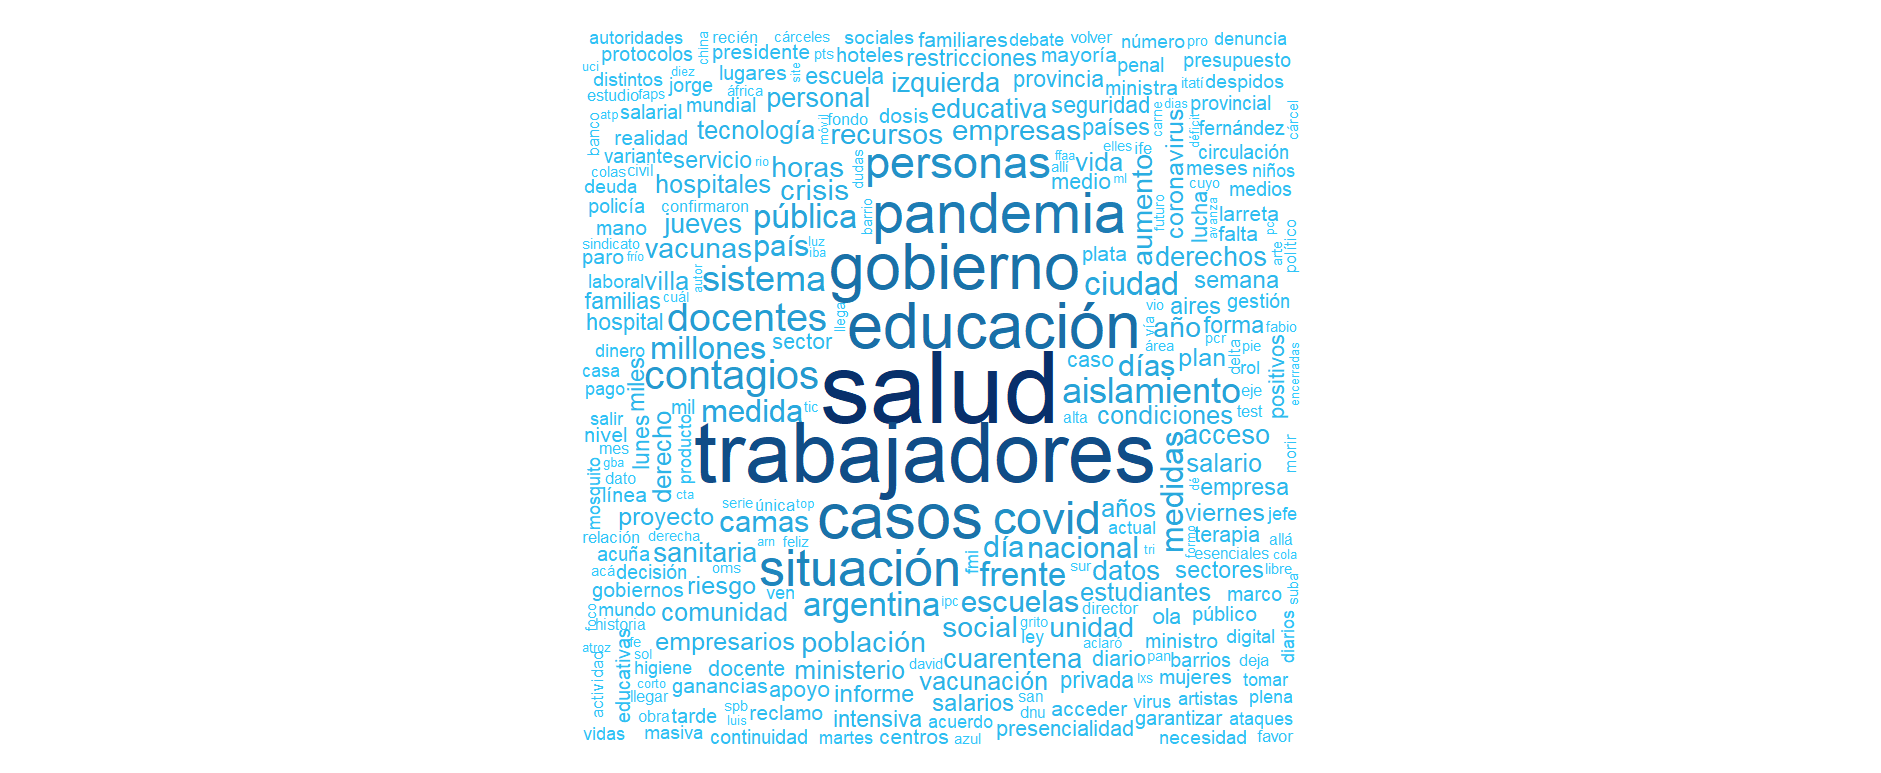 autoridades recién cárceles sociales familiares debate volver número pro denuncia
protocolos china presidente pts hoteles restricciones mayoría penal presupuesto
uci distintos diez lugares site escuela izquierda provincia ministra itatí despidos
estudio faps jorge áfrica personal educativa seguridad dias provincial
atp salarial mundial móvil fondo dosis carne déficit fernández cárcel
banco realidad tecnología recursos empresas países coronavirus
variante servicio rio horas dudas personas ffaa elles ife circulación
colas civil alli vida aumento meses niños
deuda hospitales crisis medio ml cuyo medios
policía confirmaron pública barrio pandemia futuro lucha avanza larreta pc político
mano jueves falta
sindicato vacunas país luz gobierno plata derechos arte
paro frío iba
laboral villa autor sistema ciudad semana
familias cuál llega vio aires gestión
hospital docentes educación vía año forma fabio
dinero millones sector área pcr delta pie
casa miles contagios salud caso días plan rol positivos encerradas
pago aislamiento eje
salir mil medida tic alta condiciones test
nivel lunes derecho producto trabajadores medidas acceso morir
mes gba salario
mosquito dato cta dé empresa
línea serie única top casos covid años viernes jefe
proyecto camas actual formo terapia allá
relación derecha arn feliz día nacional tri esenciales cola
acuña sanitaria situación fmi
acá decisión oms frente sur datos sectores libre suba
gobiernos riesgo ven estudiantes marco
foco mundo comunidad argentina ipc escuelas director ola público
historia grito social ley unidad
atroz educativas fe empresarios población aclaró ministro digital diarios
sol david cuarentena diario pan barrios deja
actividad higiene docente ministerio
corto ganancias apoyo informe vacunación privada lxs mujeres tomar
llegar spb salarios san virus artistas plena
obra tarde luis reclamo intensiva acuerdo dnu acceder garantizar ataques
vidas masiva continuidad martes centros azul presencialidad necesidad favor